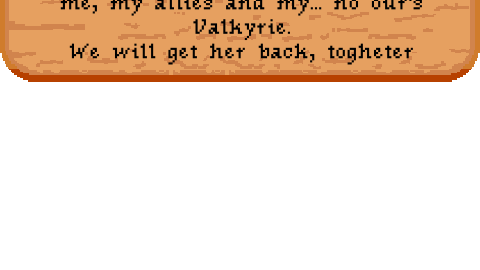 me, my allies and my... no our's
Valkyrie.
We will get her back, togheter